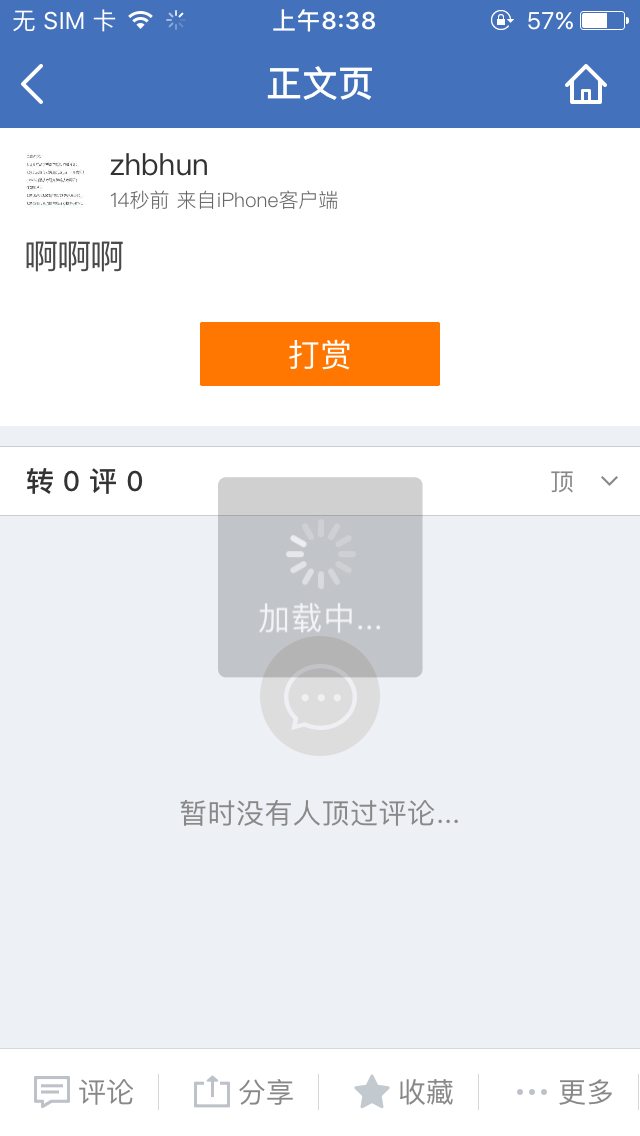 无 SIM 卡
上午8:38
57%
正文页
zhbhun
14秒前 来自iPhone客户端
啊啊啊
打赏
转 0 评 0
顶
加载中...
暂时没有人顶过评论...
评论
分享
收藏
更多